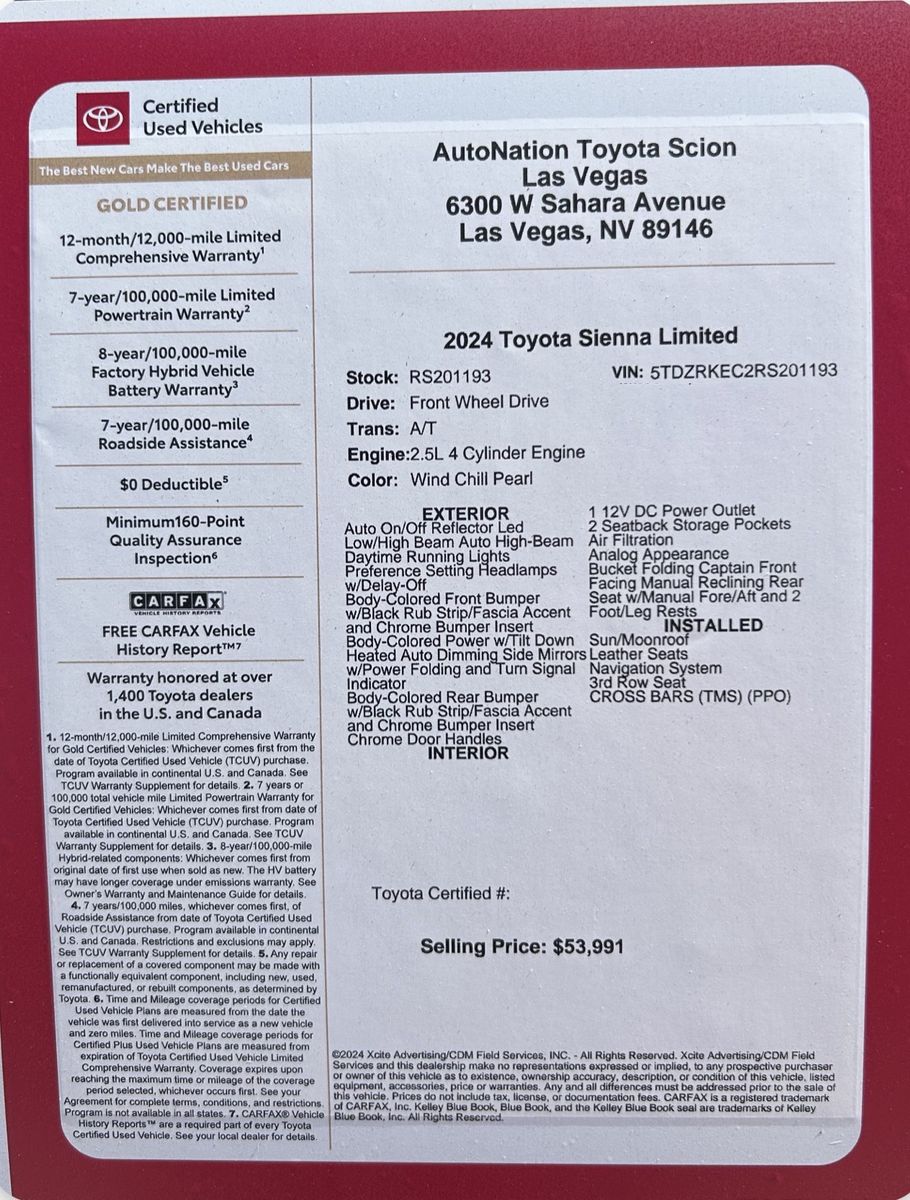 Certified
Used Vehicles
The Best New Cars Make The Best Used Cars
GOLD CERTIFIED
12-month/12,000-mile Limited
Comprehensive Warranty¹
7-year/100,000-mile Limited
Powertrain Warranty²
8-year/100,000-mile
Factory Hybrid Vehicle
Battery Warranty³
7-year/100,000-mile
Roadside Assistance⁴
$0 Deductible⁵
Minimum160-Point
Quality Assurance
Inspection⁶
CARFAX
VEHICLE HISTORY REPORTS
FREE CARFAX Vehicle
History Report™⁷
Warranty honored at over
1,400 Toyota dealers
in the U.S. and Canada
1. 12-month/12,000-mile Limited Comprehensive Warranty
for Gold Certified Vehicles: Whichever comes first from the
date of Toyota Certified Used Vehicle (TCUV) purchase.
Program available in continental U.S. and Canada. See
TCUV Warranty Supplement for details. 2. 7 years or
100,000 total vehicle mile Limited Powertrain Warranty for
Gold Certified Vehicles: Whichever comes first from date of
Toyota Certified Used Vehicle (TCUV) purchase. Program
available in continental U.S. and Canada. See TCUV
Warranty Supplement for details. 3. 8-year/100,000-mile
Hybrid-related components: Whichever comes first from
original date of first use when sold as new. The HV battery
may have longer coverage under emissions warranty. See
Owner's Warranty and Maintenance Guide for details.
4. 7 years/100,000 miles, whichever comes first, of
Roadside Assistance from date of Toyota Certified Used
Vehicle (TCUV) purchase. Program available in continental
U.S. and Canada. Restrictions and exclusions may apply.
See TCUV Warranty Supplement for details. 5. Any repair
or replacement of a covered component may be made with
a functionally equivalent component, including new, used,
remanufactured, or rebuilt components, as determined by
Toyota. 6. Time and Mileage coverage periods for Certified
Used Vehicle Plans are measured from the date the
vehicle was first delivered into service as a new vehicle
and zero miles. Time and Mileage coverage periods for
Certified Plus Used Vehicle Plans are measured from
expiration of Toyota Certified Used Vehicle Limited
Comprehensive Warranty. Coverage expires upon
reaching the maximum time or mileage of the coverage
period selected, whichever occurs first. See your
Agreement for complete terms, conditions, and restrictions.
Program is not available in all states. 7. CARFAX® Vehicle
History Reports™ are a required part of every Toyota
Certified Used Vehicle. See your local dealer for details.
AutoNation Toyota Scion
Las Vegas
6300 W Sahara Avenue
Las Vegas, NV 89146
2024 Toyota Sienna Limited
Stock: RS201193 VIN: 5TDZRKEC2RS201193
Drive: Front Wheel Drive
Trans: A/T
Engine:2.5L 4 Cylinder Engine
Color: Wind Chill Pearl
EXTERIOR
Auto On/Off Reflector Led
Low/High Beam Auto High-Beam
Daytime Running Lights
Preference Setting Headlamps
w/Delay-Off
Body-Colored Front Bumper
w/Black Rub Strip/Fascia Accent
and Chrome Bumper Insert
Body-Colored Power w/Tilt Down
Heated Auto Dimming Side Mirrors
w/Power Folding and Turn Signal
Indicator
Body-Colored Rear Bumper
w/Black Rub Strip/Fascia Accent
and Chrome Bumper Insert
Chrome Door Handles
INTERIOR
1 12V DC Power Outlet
2 Seatback Storage Pockets
Air Filtration
Analog Appearance
Bucket Folding Captain Front
Facing Manual Reclining Rear
Seat w/Manual Fore/Aft and 2
Foot/Leg Rests
INSTALLED
Sun/Moonroof
Leather Seats
Navigation System
3rd Row Seat
CROSS BARS (TMS) (PPO)
Toyota Certified #:
Selling Price: $53,991
©2024 Xcite Advertising/CDM Field Services, INC. - All Rights Reserved. Xcite Advertising/CDM Field
Services and this dealership make no representations expressed or implied, to any prospective purchaser
or owner of this vehicle as to existence, ownership accuracy, description, or condition of this vehicle, listed
equipment, accessories, price or warranties. Any and all differences must be addressed prior to the sale of
this vehicle. Prices do not include tax, license, or documentation fees. CARFAX is a registered trademark
of CARFAX, Inc. Kelley Blue Book, Blue Book, and the Kelley Blue Book seal are trademarks of Kelley
Blue Book, Inc. All Rights Reserved.